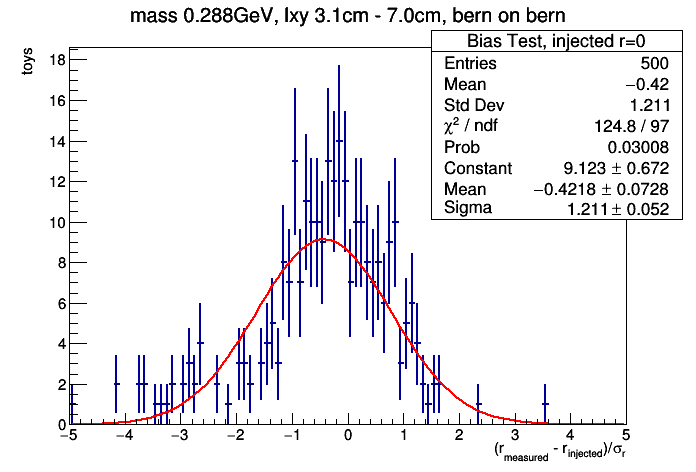 mass 0.288GeV, lxy 3.1cm - 7.0cm, bern on bern
toys
Bias Test, injected r=0
Entries 500
Mean −0.42
Std Dev 1.211
χ² / ndf 124.8 / 97
Prob 0.03008
Constant 9.123 ± 0.672
Mean −0.4218 ± 0.0728
Sigma 1.211 ± 0.052
18
16
14
12
10
8
6
4
2
0
−5 −4 −3 −2 −1 0 1 2 3 4 5
(r_measured - r_injected)/σ_r